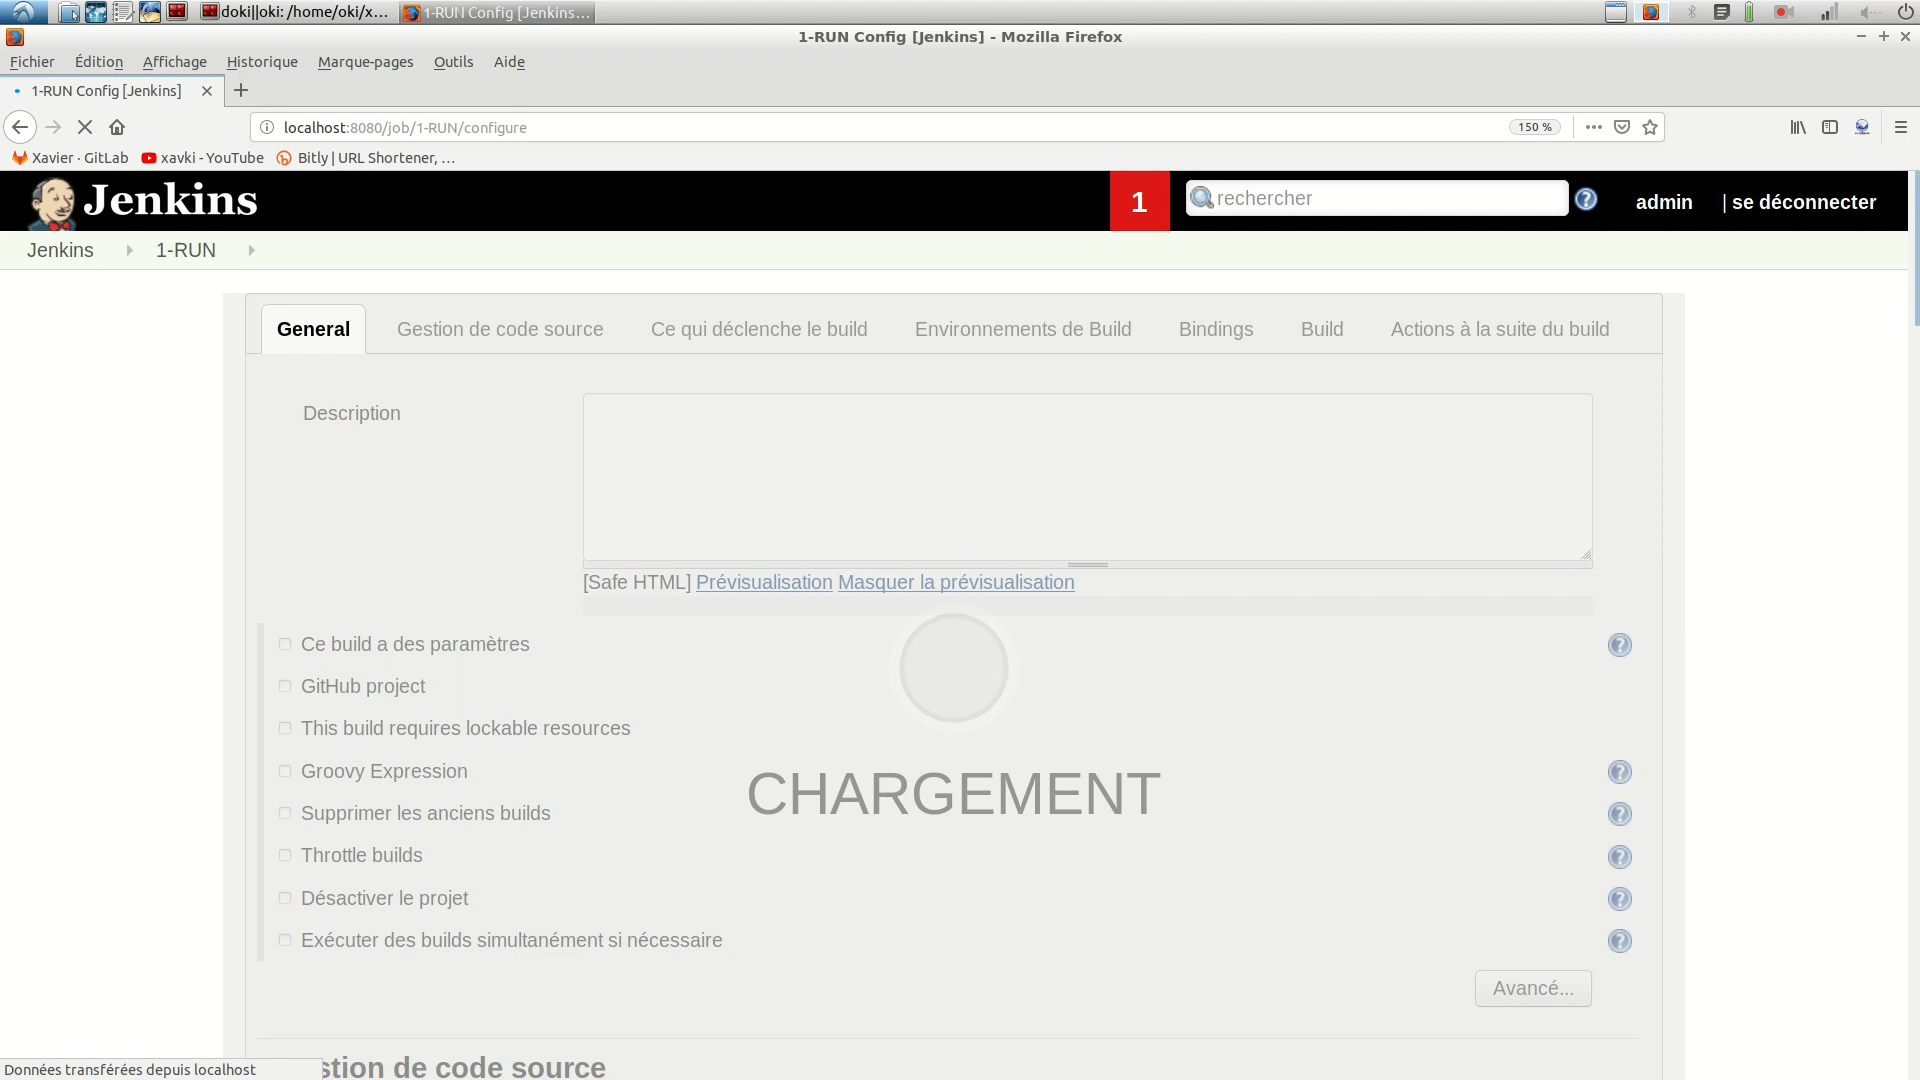 doki||oki: /home/oki/x...
1-RUN Config [Jenkins...
1-RUN Config [Jenkins] - Mozilla Firefox
Fichier Édition Affichage Historique Marque-pages Outils Aide
1-RUN Config [Jenkins]
localhost:8080/job/1-RUN/configure
150 %
Xavier · GitLab
xavki - YouTube
Bitly | URL Shortener, ...
Jenkins
1
rechercher
admin
| se déconnecter
Jenkins
1-RUN
General
Gestion de code source
Ce qui déclenche le build
Environnements de Build
Bindings
Build
Actions à la suite du build
Description
[Safe HTML] Prévisualisation Masquer la prévisualisation
Ce build a des paramètres
GitHub project
This build requires lockable resources
Groovy Expression
CHARGEMENT
Supprimer les anciens builds
Throttle builds
Désactiver le projet
Exécuter des builds simultanément si nécessaire
Avancé...
stion de code source
Données transférées depuis localhost